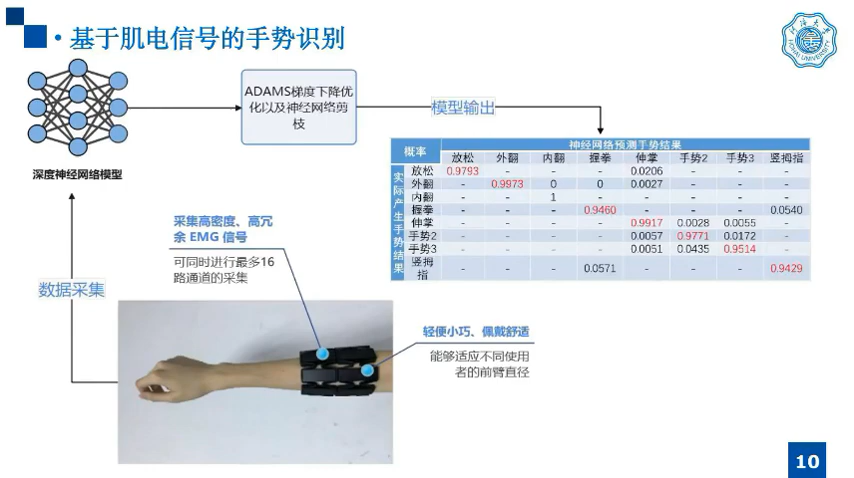 • 基于肌电信号的手势识别
HOHAI UNIVERSITY
ADAMS梯度下降优
化以及神经网络剪
枝
模型输出
深度神经网络模型
概率 神经网络预测手势结果
放松 外翻 内翻 握拳 伸掌 手势2 手势3 竖拇指
实际产生手势结果
放松 0.9793 - - - 0.0206 - - -
外翻 - 0.9973 0 0 0.0027 - - -
内翻 - - 1 - - - - -
握拳 - - - 0.9460 - - - 0.0540
伸掌 - - - - 0.9917 0.0028 0.0055 -
手势2 - - - - 0.0057 0.9771 0.0172 -
手势3 - - - - 0.0051 0.0435 0.9514 -
竖拇指 - - - 0.0571 - - - 0.9429
采集高密度、高冗
余 EMG 信号
可同时进行最多16
路通道的采集
数据采集
轻便小巧、佩戴舒适
能够适应不同使用
者的前臂直径
10